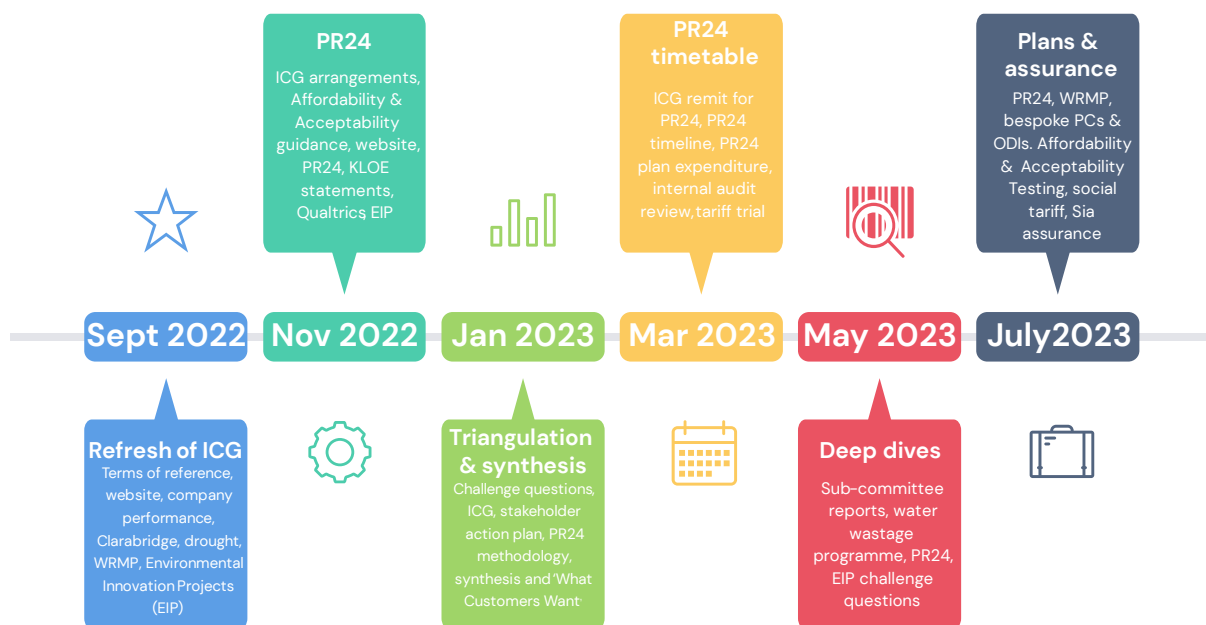 PR24
ICG arrangements,
Affordability &
Acceptability
guidance, website,
PR24, KLOE
statements,
Qualtrics, EIP
PR24
timetable
ICG remit for
PR24, PR24
timeline, PR24
plan expenditure,
internal audit
review, tariff trial
Plans &
assurance
PR24, WRMP,
bespoke PCs &
ODIs. Affordability
& Acceptability
Testing, social
tariff, Sia
assurance
Sept 2022
Nov 2022
Jan 2023
Mar 2023
May 2023
July2023
Refresh of ICG
Terms of reference,
website, company
performance,
Clarabridge, drought,
WRMP, Environmental
Innovation Projects
(EIP)
Triangulation
& synthesis
Challenge questions,
ICG, stakeholder
action plan, PR24
methodology,
synthesis and 'What
Customers Want'
Deep dives
Sub-committee
reports, water
wastage
programme, PR24,
EIP challenge
questions